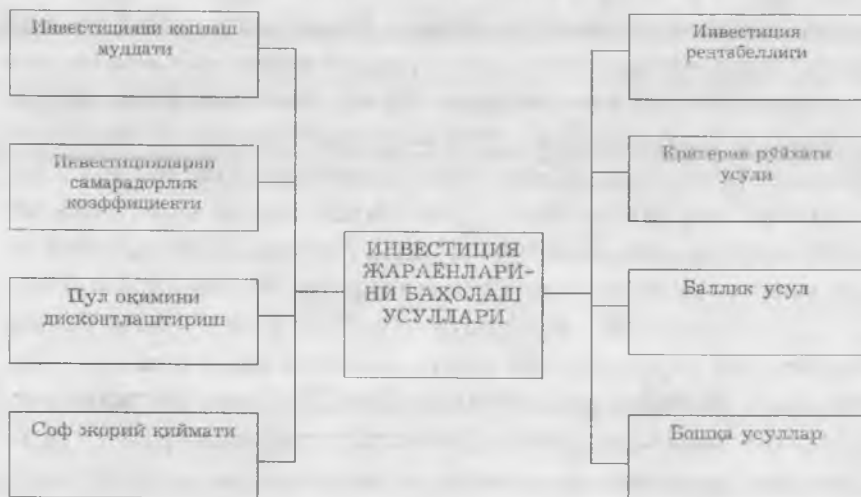 Инвестицияни қоплаш
муддати
Инвестицияларни
самарадорлик
коэффициенти
Пул оқимини
дисконтлаштириш
Соф жорий қиймати
ИНВЕСТИЦИЯ
ЖАРАЁНЛАРИ-
НИ БАҲОЛАШ
УСУЛЛАРИ
Инвестиция
рентабеллиги
Критерия рўйхати
усули
Баллик усул
Бошқа усуллар